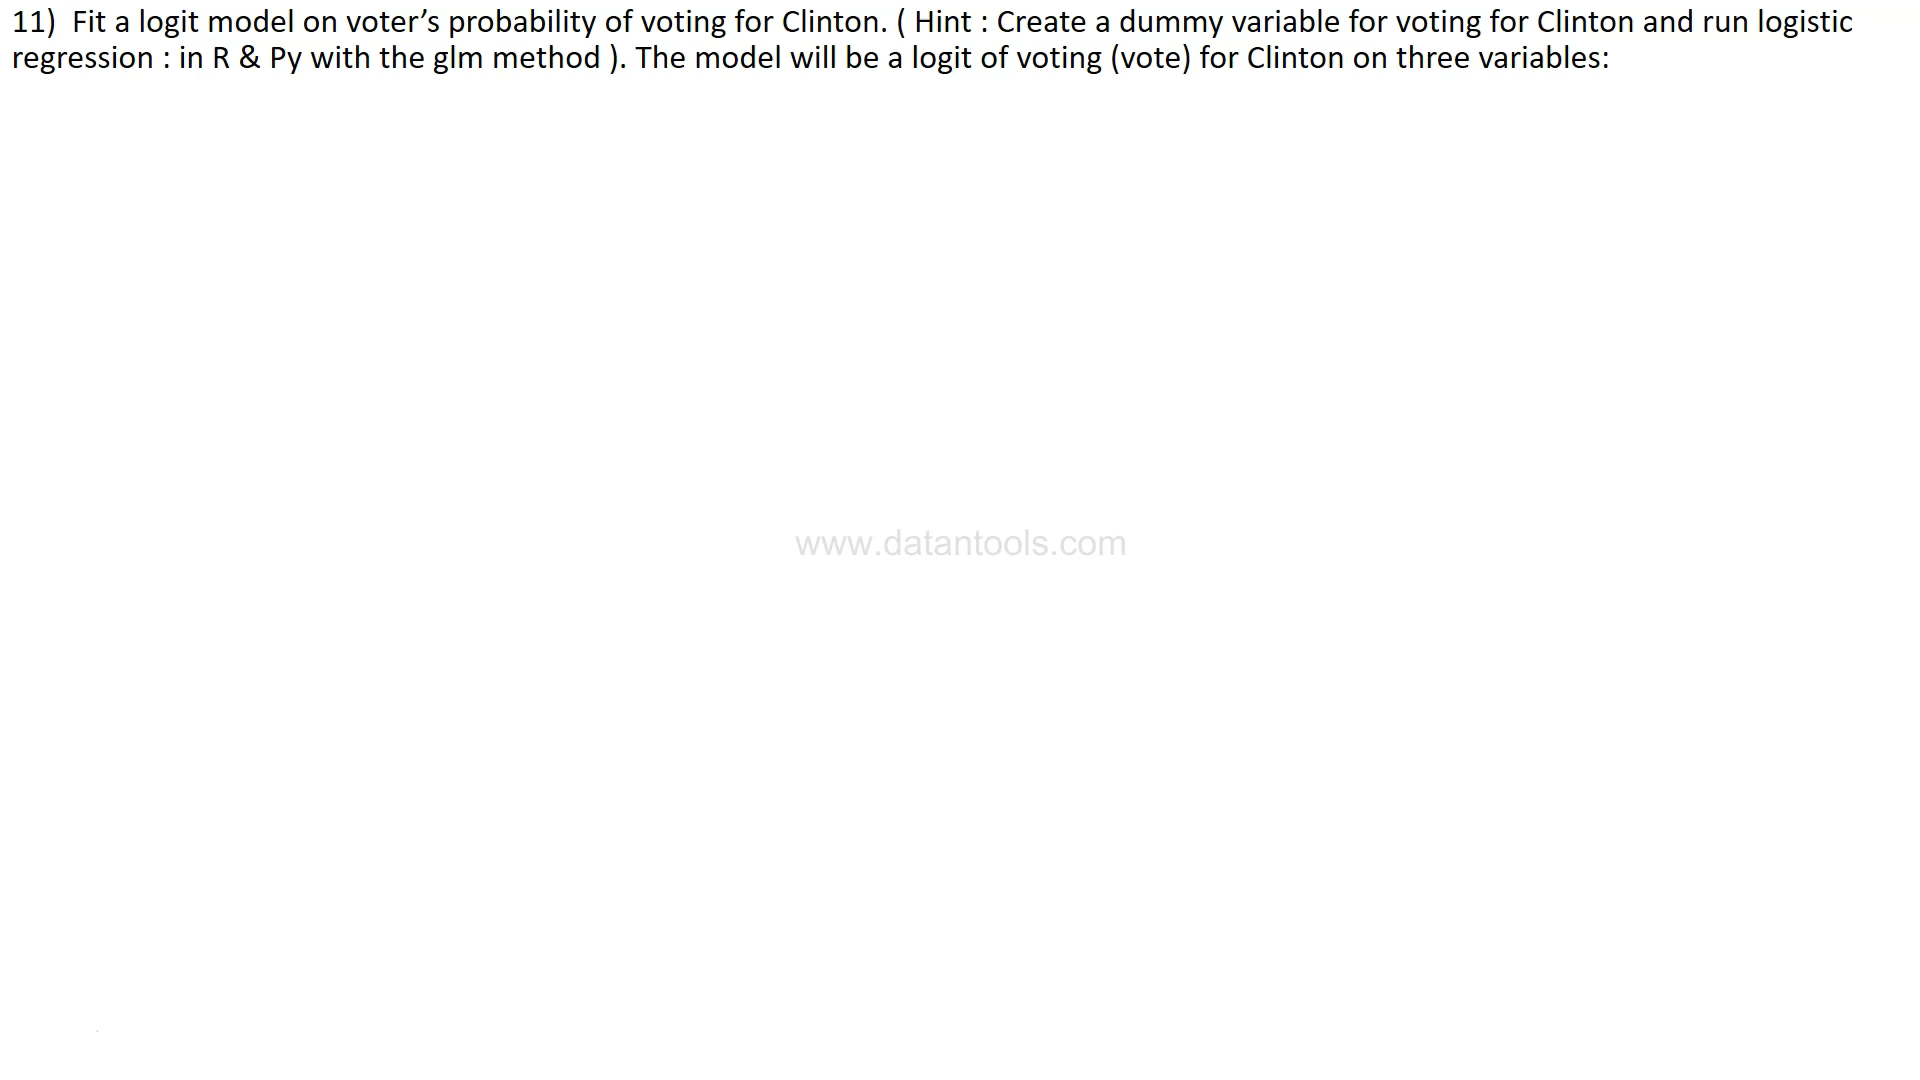 11)  Fit a logit model on voter’s probability of voting for Clinton. ( Hint : Create a dummy variable for voting for Clinton and run logistic
regression : in R & Py with the glm method ). The model will be a logit of voting (vote) for Clinton on three variables:
www.datantools.com